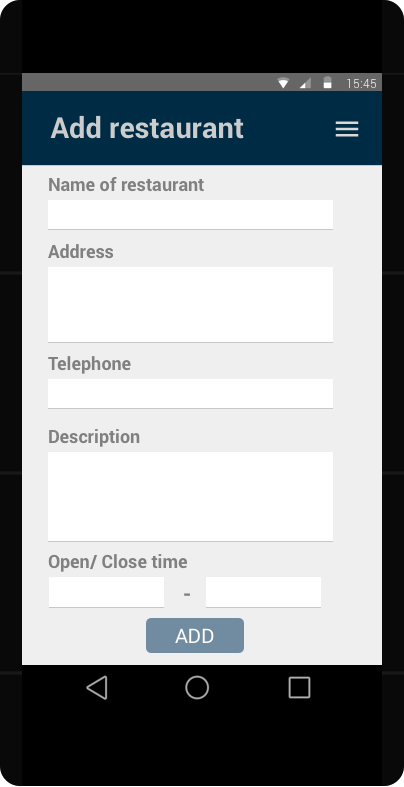 15:45
Add restaurant
Name of restaurant
Address
Telephone
Description
Open/ Close time
-
ADD